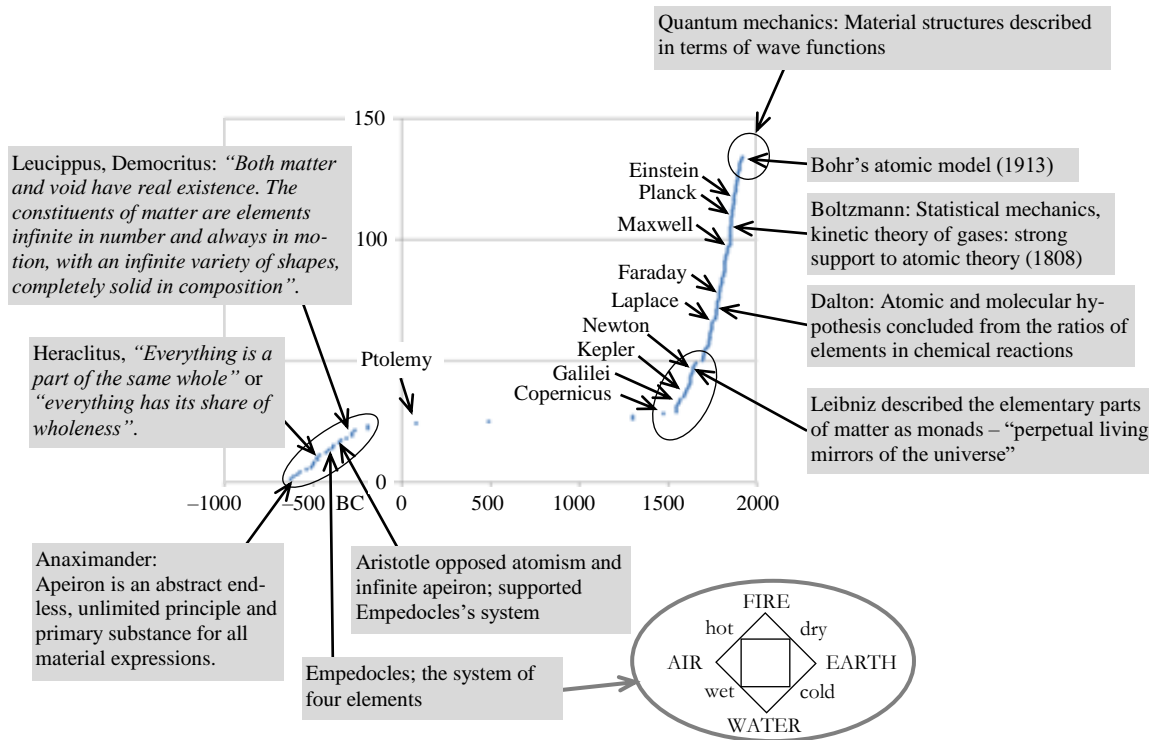 Quantum mechanics: Material structures described
in terms of wave functions
150
Leucippus, Democritus: “Both matter
and void have real existence. The
constituents of matter are elements
infinite in number and always in mo-
tion, with an infinite variety of shapes,
completely solid in composition”.
Einstein
Planck
Maxwell
100
Faraday
Laplace
Newton
Kepler
Galilei
Copernicus
Bohr’s atomic model (1913)
Boltzmann: Statistical mechanics,
kinetic theory of gases: strong
support to atomic theory (1808)
Dalton: Atomic and molecular hy-
pothesis concluded from the ratios of
elements in chemical reactions
Leibniz described the elementary parts
of matter as monads – “perpetual living
mirrors of the universe”
Heraclitus, “Everything is a
part of the same whole” or
“everything has its share of
wholeness”.
Ptolemy
50
0
–1000
–500
BC
0
500
1000
1500
2000
Anaximander:
Apeiron is an abstract end-
less, unlimited principle and
primary substance for all
material expressions.
Aristotle opposed atomism and
infinite apeiron; supported
Empedocles’s system
Empedocles; the system of
four elements
FIRE
hot
dry
AIR
EARTH
wet
cold
WATER